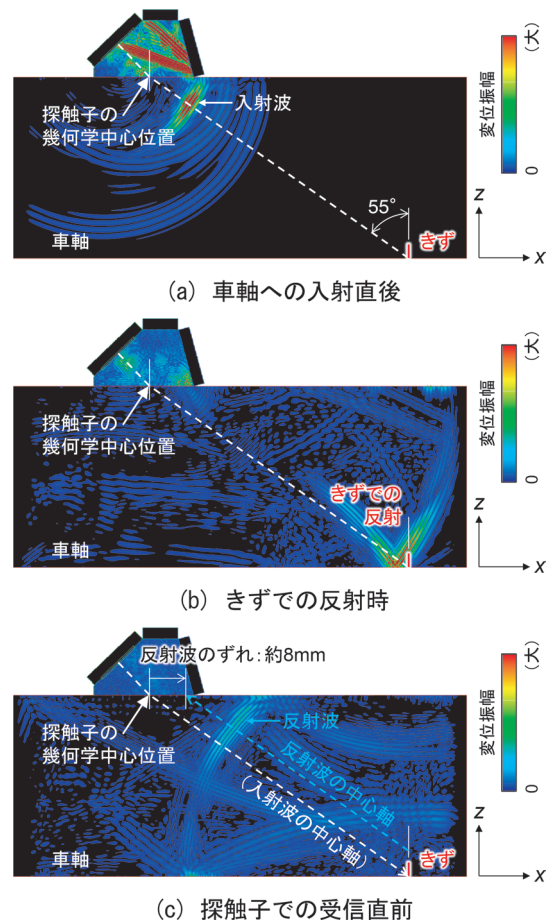 変位振幅
(大)
0
探触子の
幾何学中心位置
入射波
55°
きず
車軸
z
x
(a) 車軸への入射直後
変位振幅
(大)
0
探触子の
幾何学中心位置
きずでの
反射
車軸
z
x
(b) きずでの反射時
変位振幅
(大)
0
反射波のずれ:約8mm
探触子の
幾何学中心位置
反射波
反射波の中心軸
(入射波の中心軸)
きず
車軸
z
x
(c) 探触子での受信直前